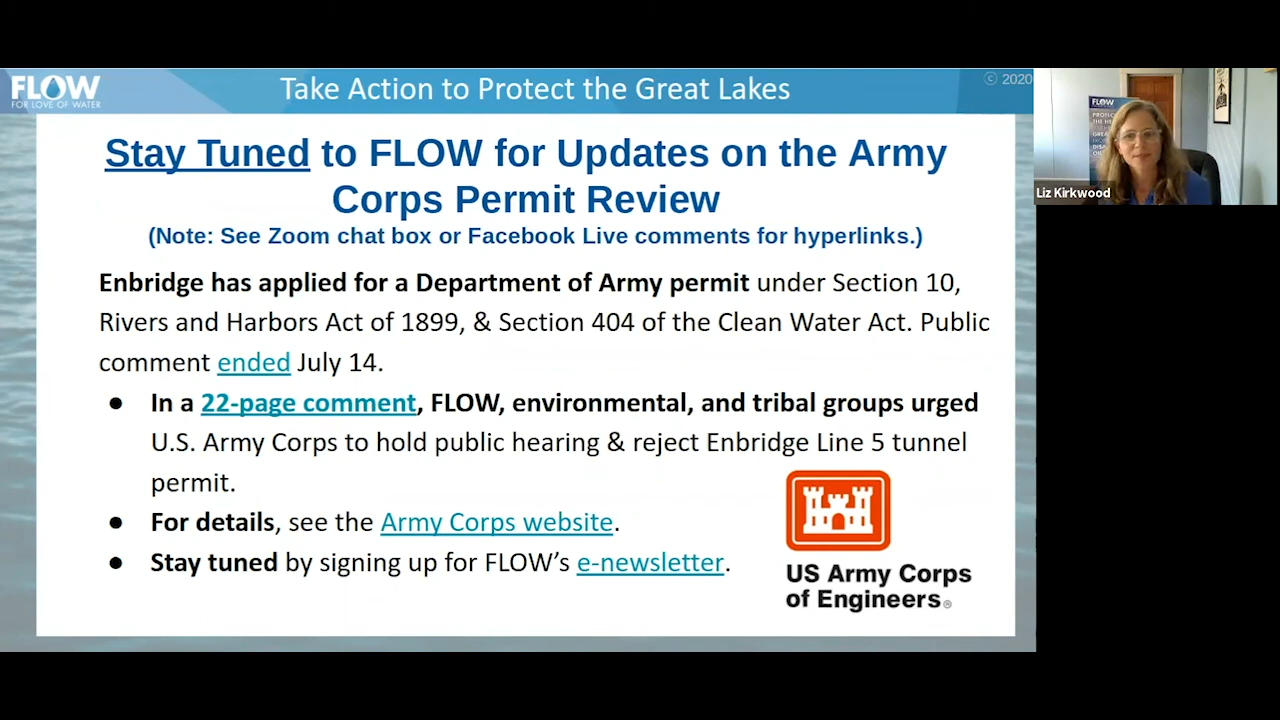 FLOW
FOR LOVE OF WATER
Take Action to Protect the Great Lakes
© 2020
Stay Tuned to FLOW for Updates on the Army
Corps Permit Review
(Note: See Zoom chat box or Facebook Live comments for hyperlinks.)
Enbridge has applied for a Department of Army permit under Section 10,
Rivers and Harbors Act of 1899, & Section 404 of the Clean Water Act. Public
comment ended July 14.
● In a 22-page comment, FLOW, environmental, and tribal groups urged
U.S. Army Corps to hold public hearing & reject Enbridge Line 5 tunnel
permit.
● For details, see the Army Corps website.
● Stay tuned by signing up for FLOW’s e-newsletter.
US Army Corps
of Engineers®
FLOW
Liz Kirkwood